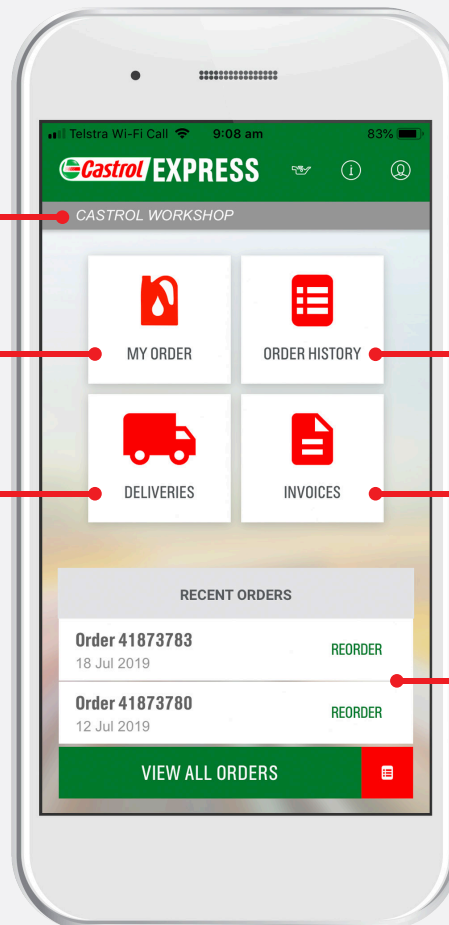 Telstra Wi-Fi Call 9:08 am 83%
Castrol EXPRESS
CASTROL WORKSHOP
MY ORDER ORDER HISTORY
DELIVERIES INVOICES
RECENT ORDERS
Order 41873783
18 Jul 2019
REORDER
Order 41873780
12 Jul 2019
REORDER
VIEW ALL ORDERS